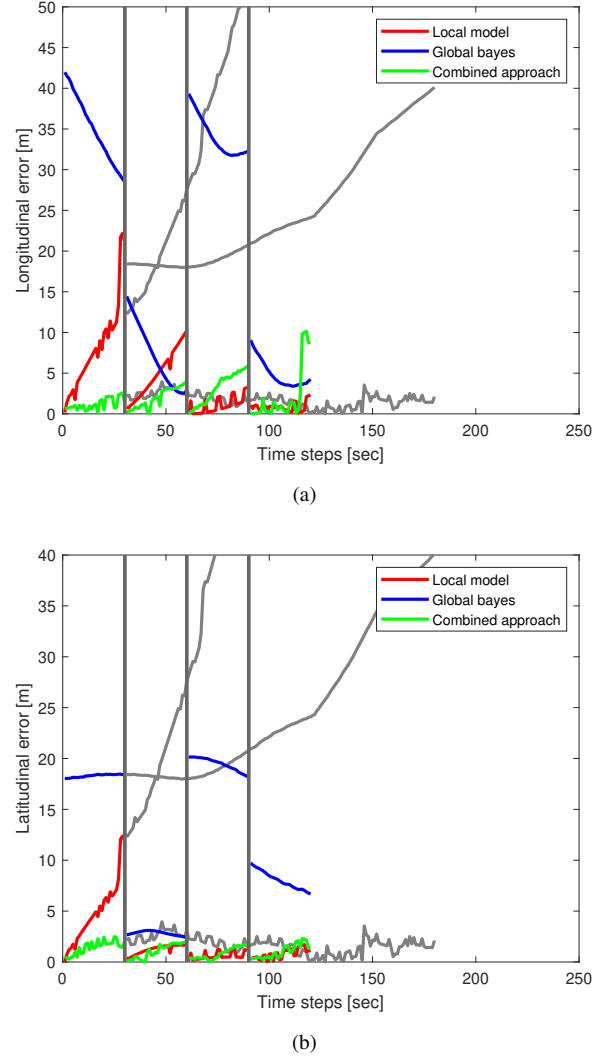 50
45
40
35
30
25
20
15
10
5
0
Longitudinal error [m]
Local model
Global bayes
Combined approach
0 50 100 150 200 250
Time steps [sec]
(a)
40
35
30
25
20
15
10
5
0
Latitudinal error [m]
Local model
Global bayes
Combined approach
0 50 100 150 200 250
Time steps [sec]
(b)